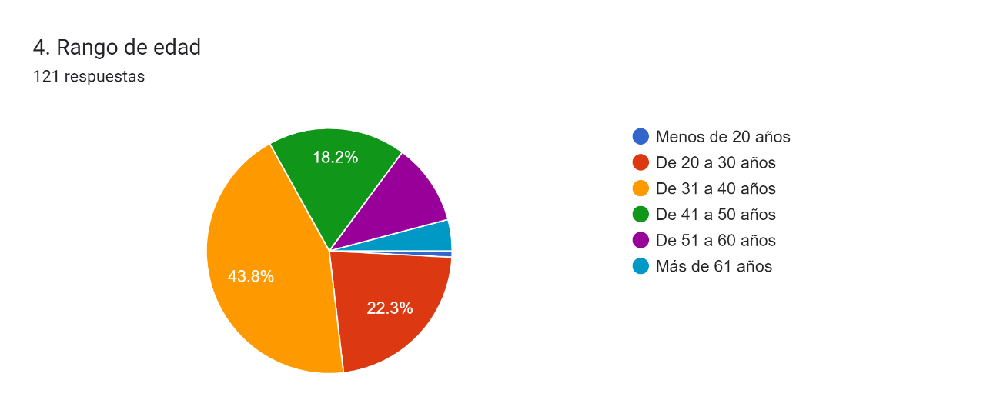 4. Rango de edad
121 respuestas
18.2%
43.8%
22.3%
Menos de 20 años
De 20 a 30 años
De 31 a 40 años
De 41 a 50 años
De 51 a 60 años
Más de 61 años